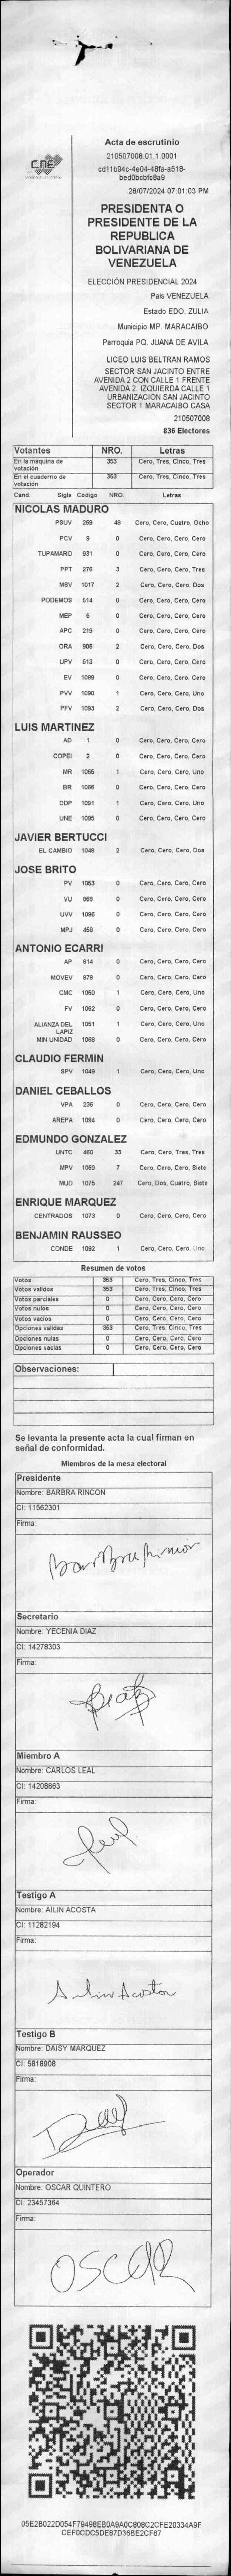 CNE
Acta de escrutinio
210507008.01.1.0001
cd11b94c-4e04-48fa-a518-
bed0bcbfc8a9
28/07/2024 07:01:03 PM
PRESIDENTA O
PRESIDENTE DE LA
REPUBLICA
BOLIVARIANA DE
VENEZUELA
ELECCIÓN PRESIDENCIAL 2024
Pais VENEZUELA
Estado EDO. ZULIA
Municipio MP. MARACAIBO
Parroquia PQ. JUANA DE AVILA
LICEO LUIS BELTRAN RAMOS
SECTOR SAN JACINTO ENTRE
AVENIDA 2 CON CALLE 1 FRENTE
AVENIDA 2. IZQUIERDA CALLE 1
URBANIZACION SAN JACINTO
SECTOR 1 MARACAIBO CASA
210507008
836 Electores
Votantes NRO. Letras
En la máquina de votación 353 Cero, Tres, Cinco, Tres
En el cuaderno de votación 353 Cero, Tres, Cinco, Tres
Cand. Sigla Código NRO. Letras
NICOLAS MADURO
PSUV 269 48 Cero, Cero, Cuatro, Ocho
PCV 9 0 Cero, Cero, Cero, Cero
TUPAMARO 931 0 Cero, Cero, Cero, Cero
PPT 276 3 Cero, Cero, Cero, Tres
MSV 1017 2 Cero, Cero, Cero, Dos
PODEMOS 514 0 Cero, Cero, Cero, Cero
MEP 5 0 Cero, Cero, Cero, Cero
APC 219 0 Cero, Cero, Cero, Cero
ORA 906 2 Cero, Cero, Cero, Dos
UPV 513 0 Cero, Cero, Cero, Cero
EV 1089 0 Cero, Cero, Cero, Cero
PVV 1090 1 Cero, Cero, Cero, Uno
PFV 1093 2 Cero, Cero, Cero, Dos
LUIS MARTINEZ
AD 1 0 Cero, Cero, Cero, Cero
COPEI 2 0 Cero, Cero, Cero, Cero
MR 1055 1 Cero, Cero, Cero, Uno
BR 1066 0 Cero, Cero, Cero, Cero
DDP 1091 1 Cero, Cero, Cero, Uno
UNE 1095 0 Cero, Cero, Cero, Cero
JAVIER BERTUCCI
EL CAMBIO 1048 2 Cero, Cero, Cero, Dos
JOSE BRITO
PV 1053 0 Cero, Cero, Cero, Cero
VU 0 Cero, Cero, Cero, Cero
UVV 1096 0 Cero, Cero, Cero, Cero
MPJ 458 0 Cero, Cero, Cero, Cero
ANTONIO ECARRI
AP 914 0 Cero, Cero, Cero, Cero
MOVEV 978 0 Cero, Cero, Cero, Cero
CMC 1050 1 Cero, Cero, Cero, Uno
FV 1062 0 Cero, Cero, Cero, Cero
ALIANZA DEL LAPIZ 1051 1 Cero, Cero, Cero, Uno
MIN UNIDAD 1069 0 Cero, Cero, Cero, Cero
CLAUDIO FERMIN
SPV 1049 1 Cero, Cero, Cero, Uno
DANIEL CEBALLOS
VPA 236 0 Cero, Cero, Cero, Cero
AREPA 1094 0 Cero, Cero, Cero, Cero
EDMUNDO GONZALEZ
UNTC 460 33 Cero, Cero, Tres, Tres
MPV 1063 7 Cero, Cero, Cero, Siete
MUD 1075 247 Cero, Dos, Cuatro, Siete
ENRIQUE MARQUEZ
CENTRADOS 1073 0 Cero, Cero, Cero, Cero
BENJAMIN RAUSSEO
CONDE 1092 1 Cero, Cero, Cero, Uno
Resumen de votos
Votos 353 Cero, Tres, Cinco, Tres
Votos validos 353 Cero, Tres, Cinco, Tres
Votos parciales 0 Cero, Cero, Cero, Cero
Votos nulos 0 Cero, Cero, Cero, Cero
Votos vacios 0 Cero, Cero, Cero, Cero
Opciones validas 353 Cero, Tres, Cinco, Tres
Opciones nulas 0 Cero, Cero, Cero, Cero
Opciones vacias 0 Cero, Cero, Cero, Cero
Observaciones:
Se levanta la presente acta la cual firman en
señal de conformidad.
Miembros de la mesa electoral
Presidente
Nombre: BARBRA RINCON
CI: 11562301
Firma:
Barbra Rincon
Secretario
Nombre: YECENIA DIAZ
CI: 14278303
Firma:
Miembro A
Nombre: CARLOS LEAL
CI: 14208863
Firma:
Testigo A
Nombre: AILIN ACOSTA
CI: 11282194
Firma:
Ailin Acosta
Testigo B
Nombre: DAISY MARQUEZ
CI: 5818908
Firma:
Operador
Nombre: OSCAR QUINTERO
CI: 23457364
Firma:
OSCAR
05E2B022D054F79498EB0A9A0C808C2CFE20334A9F
CEF0CDC5DE87D36BE2CF67